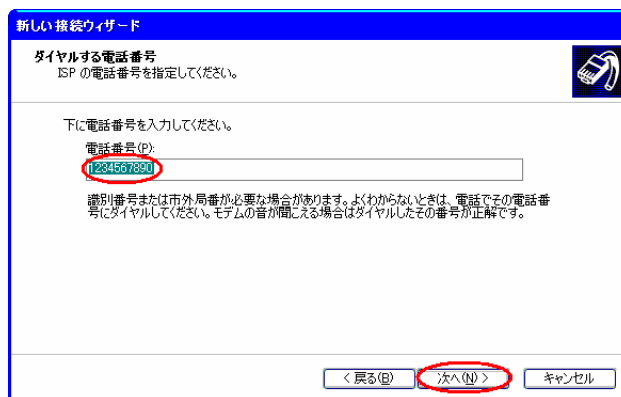 新しい接続ウィザード
ダイヤルする電話番号
ISP の電話番号を指定してください。
下に電話番号を入力してください。
電話番号(P):
1234567890
識別番号または市外局番が必要な場合があります。よくわからないときは、電話でその電話番
号にダイヤルしてください。モデムの音が聞こえる場合はダイヤルしたその番号が正解です。
< 戻る(B)
次へ(N) >
キャンセル